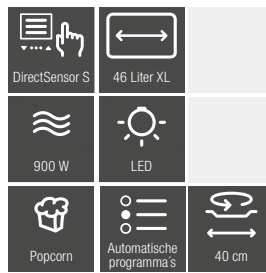 DirectSensor S
46 Liter XL
900 W
LED
Popcorn
Automatische
programma´s
40 cm